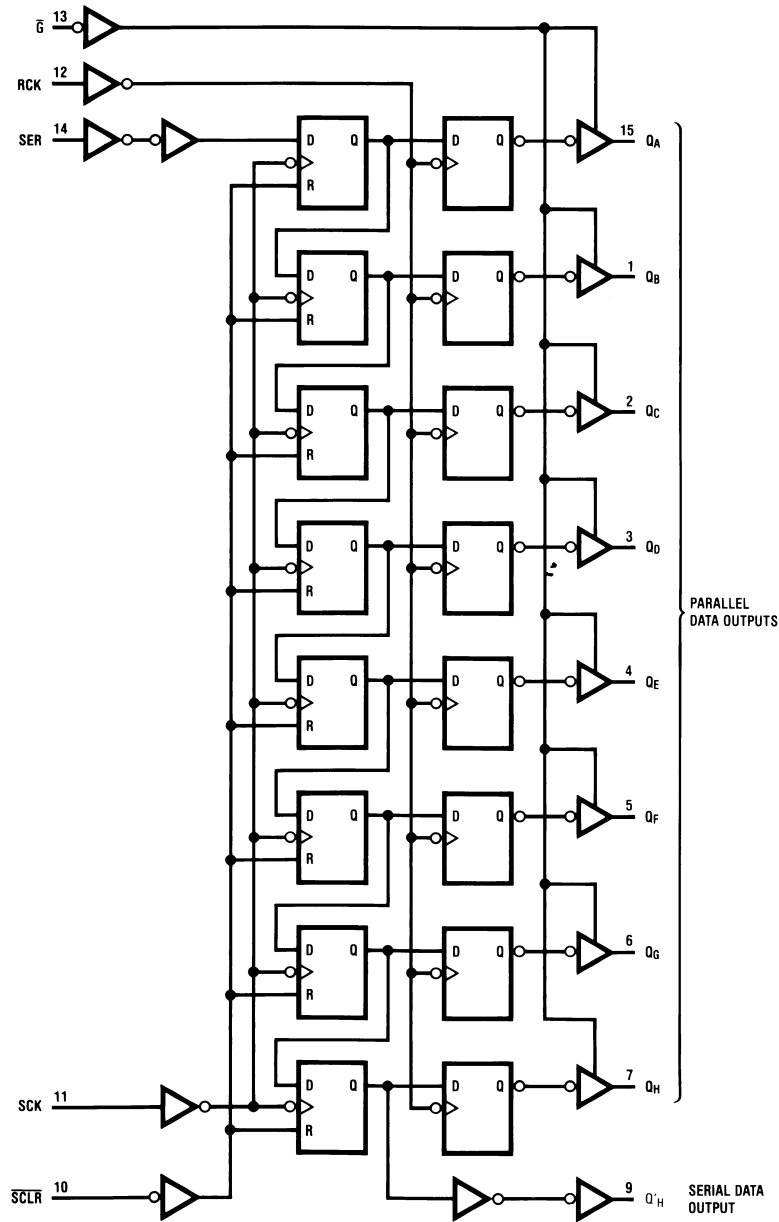 G̅ 13
RCK 12
SER 14
D Q D 15 QA
R
D Q D 1 QB
R
D Q D 2 QC
R
D Q D 3 QD
R
D Q D 4 QE
R
D Q D 5 QF
R
D Q D 6 QG
R
D Q D 7 QH
R
PARALLEL
DATA OUTPUTS
SCK 11
S̅C̅L̅R̅ 10
9 Q'H
SERIAL DATA
OUTPUT